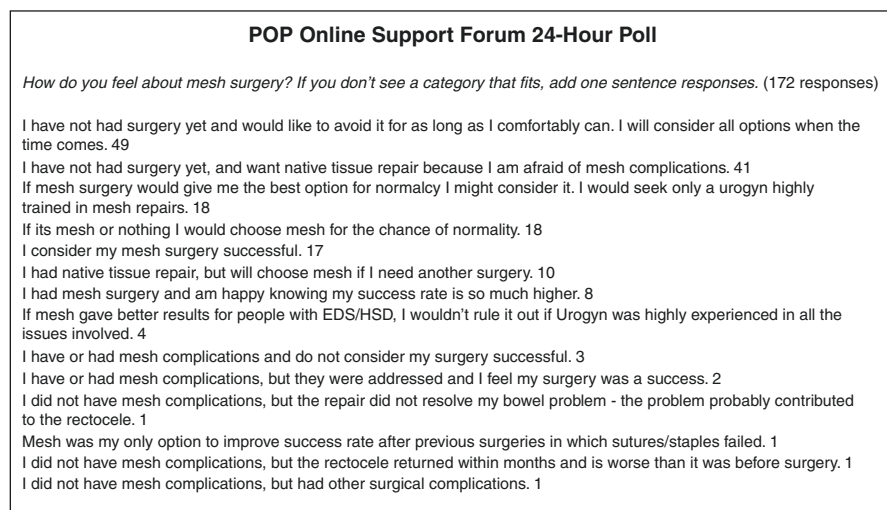 POP Online Support Forum 24-Hour Poll
How do you feel about mesh surgery? If you don't see a category that fits, add one sentence responses. (172 responses)
I have not had surgery yet and would like to avoid it for as long as I comfortably can. I will consider all options when the
time comes. 49
I have not had surgery yet, and want native tissue repair because I am afraid of mesh complications. 41
If mesh surgery would give me the best option for normalcy I might consider it. I would seek only a urogyn highly
trained in mesh repairs. 18
If its mesh or nothing I would choose mesh for the chance of normality. 18
I consider my mesh surgery successful. 17
I had native tissue repair, but will choose mesh if I need another surgery. 10
I had mesh surgery and am happy knowing my success rate is so much higher. 8
If mesh gave better results for people with EDS/HSD, I wouldn't rule it out if Urogyn was highly experienced in all the
issues involved. 4
I have or had mesh complications and do not consider my surgery successful. 3
I have or had mesh complications, but they were addressed and I feel my surgery was a success. 2
I did not have mesh complications, but the repair did not resolve my bowel problem - the problem probably contributed
to the rectocele. 1
Mesh was my only option to improve success rate after previous surgeries in which sutures/staples failed. 1
I did not have mesh complications, but the rectocele returned within months and is worse than it was before surgery. 1
I did not have mesh complications, but had other surgical complications. 1